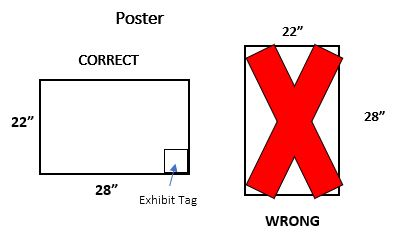 Poster
CORRECT
22”
28”
Exhibit Tag
22”
28”
WRONG